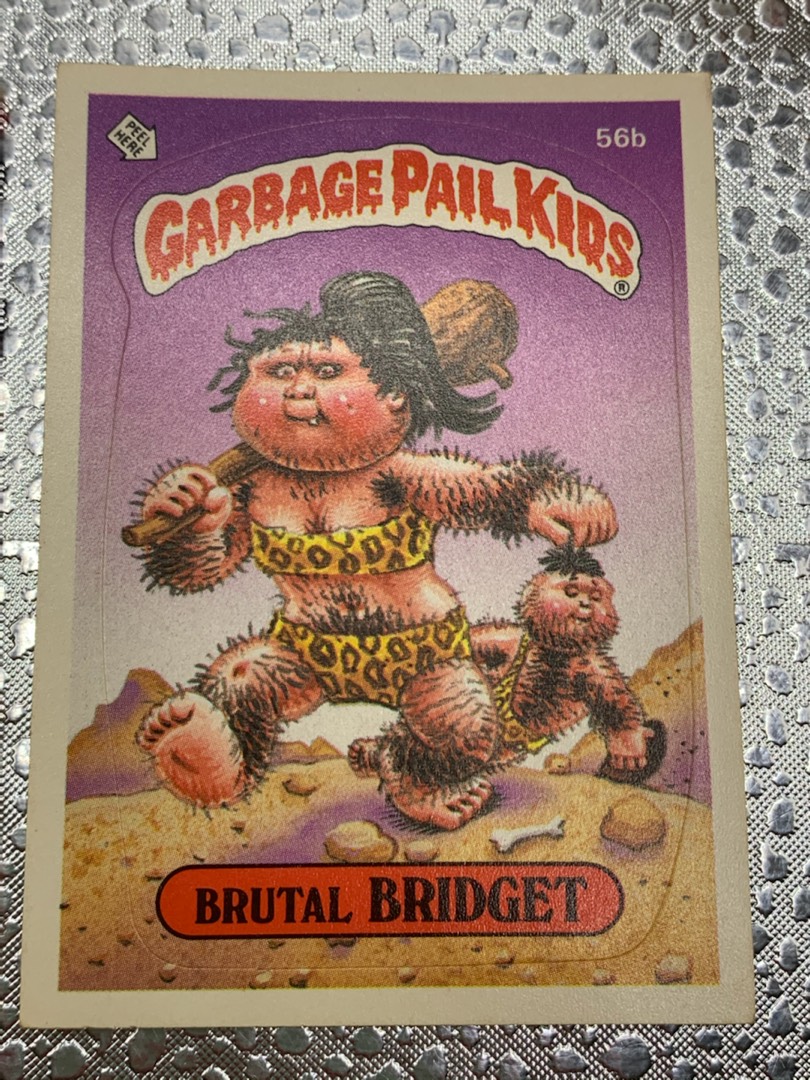 PEEL
HERE
56b
GARBAGE PAIL KIDS
®
BRUTAL BRIDGET